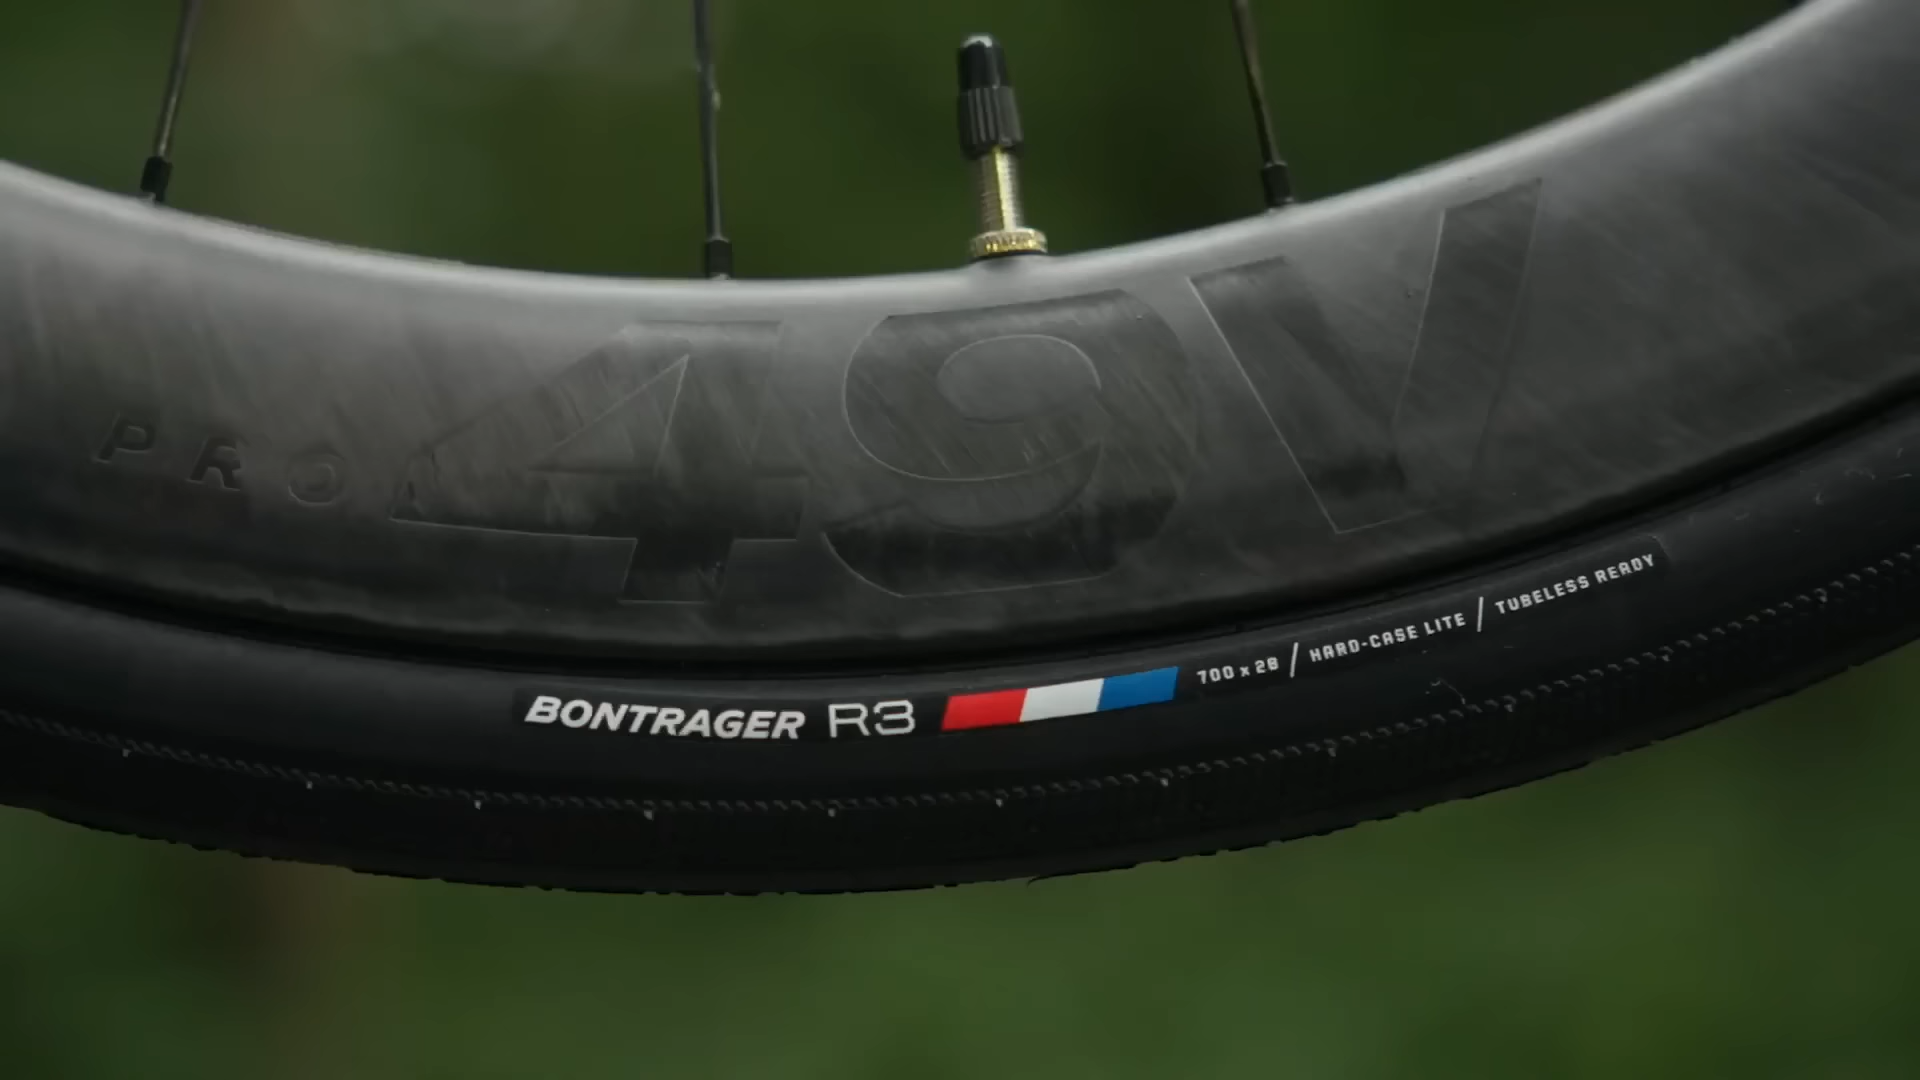 PRO 49V
BONTRAGER R3 700 x 28 / HARD-CASE LITE / TUBELESS READY